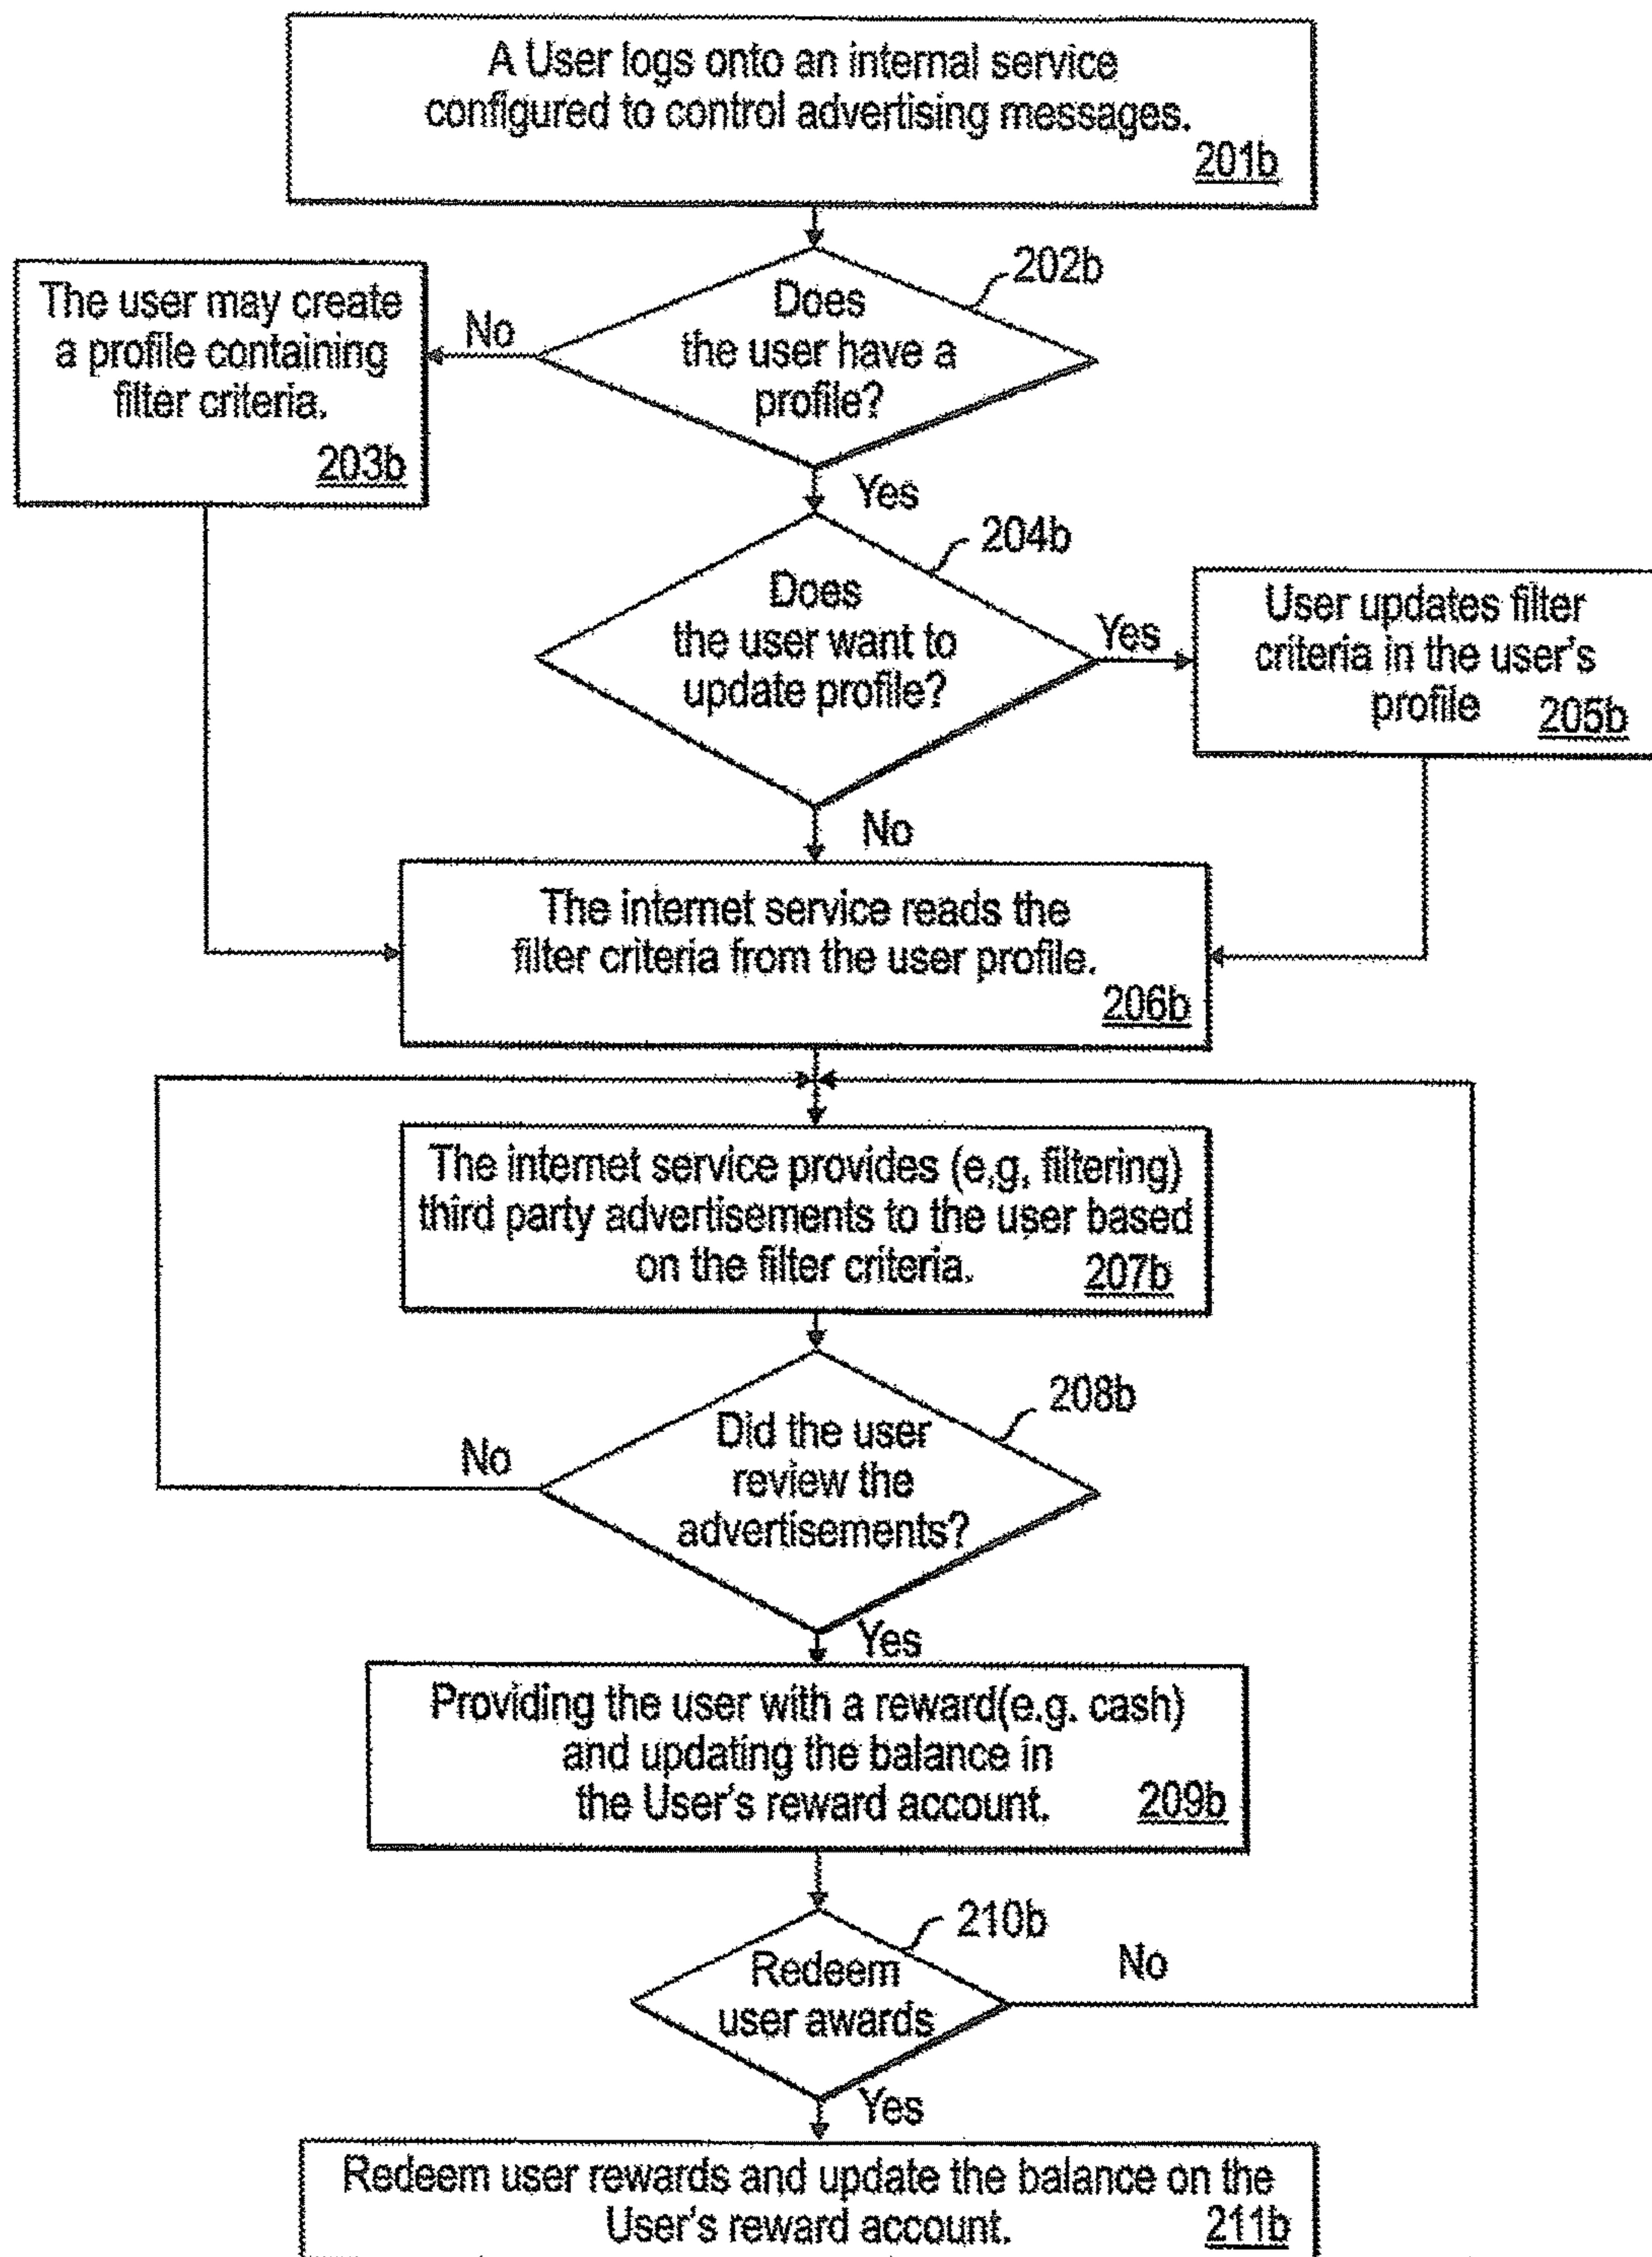 A User logs onto an internal service
configured to control advertising messages.
201b
202b
Does
the user have a
profile?
No
The user may create
a profile containing
filter criteria.
203b
Yes
204b
Does
the user want to
update profile?
Yes
User updates filter
criteria in the user's
profile 205b
No
The internet service reads the
filter criteria from the user profile.
206b
The internet service provides (e,g, filtering)
third party advertisements to the user based
on the filter criteria. 207b
208b
Did the user
review the
advertisements?
No
Yes
Providing the user with a reward(e.g. cash)
and updating the balance in
the User's reward account. 209b
210b
Redeem
user awards
No
Yes
Redeem user rewards and update the balance on the
User's reward account. 211b